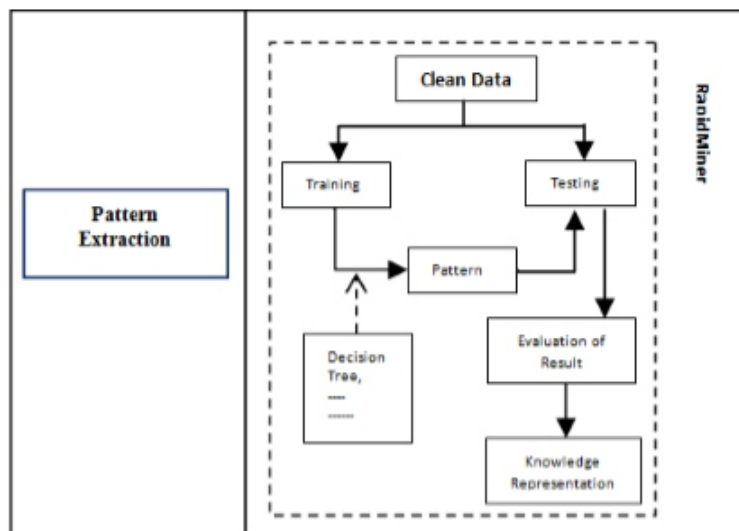 Pattern
Extraction
Clean Data
Training
Testing
Pattern
Decision
Tree,
----
------
Evaluation of
Result
Knowledge
Representation
RapidMiner